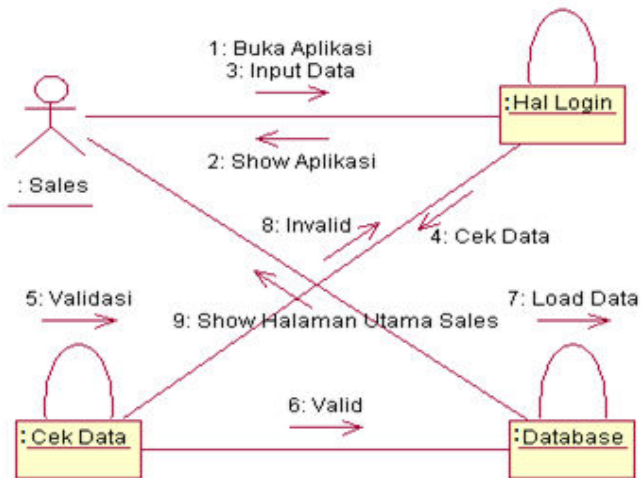 1: Buka Aplikasi
3: Input Data
:Hal Login
2: Show Aplikasi
: Sales
8: Invalid
4: Cek Data
5: Validasi
9: Show Halaman Utama Sales
7: Load Data
6: Valid
:Cek Data
:Database